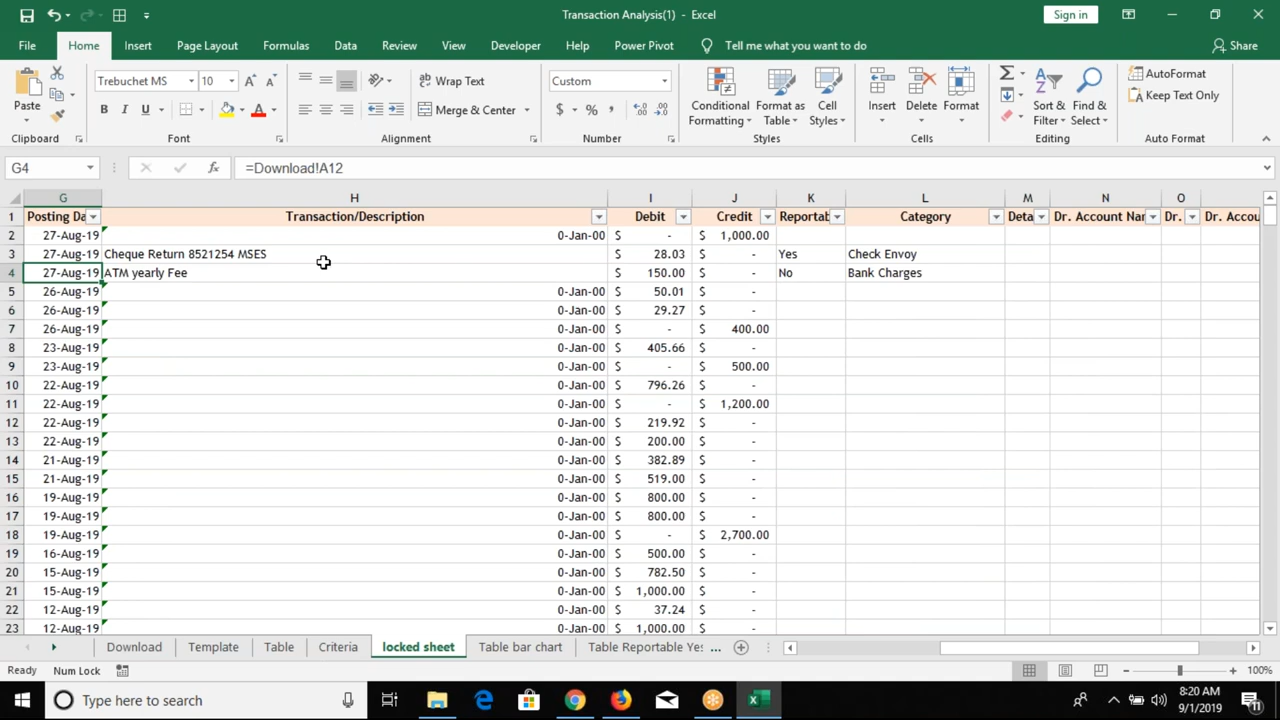 Transaction Analysis(1) - Excel
Sign in
File Home Insert Page Layout Formulas Data Review View Developer Help Power Pivot Tell me what you want to do Share
Paste
Trebuchet MS 10
Wrap Text
Custom
Merge & Center
Conditional Formatting
Format as Table
Cell Styles
Insert Delete Format
Sort & Filter
Find & Select
AutoFormat
Keep Text Only
Clipboard Font Alignment Number Styles Cells Editing Auto Format
G4 fx =Download!A12
G H I J K L M N O
1 Posting Da Transaction/Description Debit Credit Reportab Category Deta Dr. Account Nar Dr. Dr. Accou
2 27-Aug-19 0-Jan-00 $ - $ 1,000.00
3 27-Aug-19 Cheque Return 8521254 MSES $ 28.03 $ - Yes Check Envoy
4 27-Aug-19 ATM yearly Fee $ 150.00 $ - No Bank Charges
5 26-Aug-19 0-Jan-00 $ 50.01 $ -
6 26-Aug-19 0-Jan-00 $ 29.27 $ -
7 26-Aug-19 0-Jan-00 $ - $ 400.00
8 23-Aug-19 0-Jan-00 $ 405.66 $ -
9 23-Aug-19 0-Jan-00 $ - $ 500.00
10 22-Aug-19 0-Jan-00 $ 796.26 $ -
11 22-Aug-19 0-Jan-00 $ - $ 1,200.00
12 22-Aug-19 0-Jan-00 $ 219.92 $ -
13 22-Aug-19 0-Jan-00 $ 200.00 $ -
14 21-Aug-19 0-Jan-00 $ 382.89 $ -
15 21-Aug-19 0-Jan-00 $ 519.00 $ -
16 19-Aug-19 0-Jan-00 $ 800.00 $ -
17 19-Aug-19 0-Jan-00 $ 800.00 $ -
18 19-Aug-19 0-Jan-00 $ - $ 2,700.00
19 16-Aug-19 0-Jan-00 $ 500.00 $ -
20 15-Aug-19 0-Jan-00 $ 782.50 $ -
21 15-Aug-19 0-Jan-00 $ 1,000.00 $ -
22 12-Aug-19 0-Jan-00 $ 37.24 $ -
23 12-Aug-19 0-Jan-00 $ 1,000.00 $ -
Download Template Table Criteria locked sheet Table bar chart Table Reportable Ye: ...
Ready Num Lock 100%
Type here to search
8:20 AM
9/1/2019
11